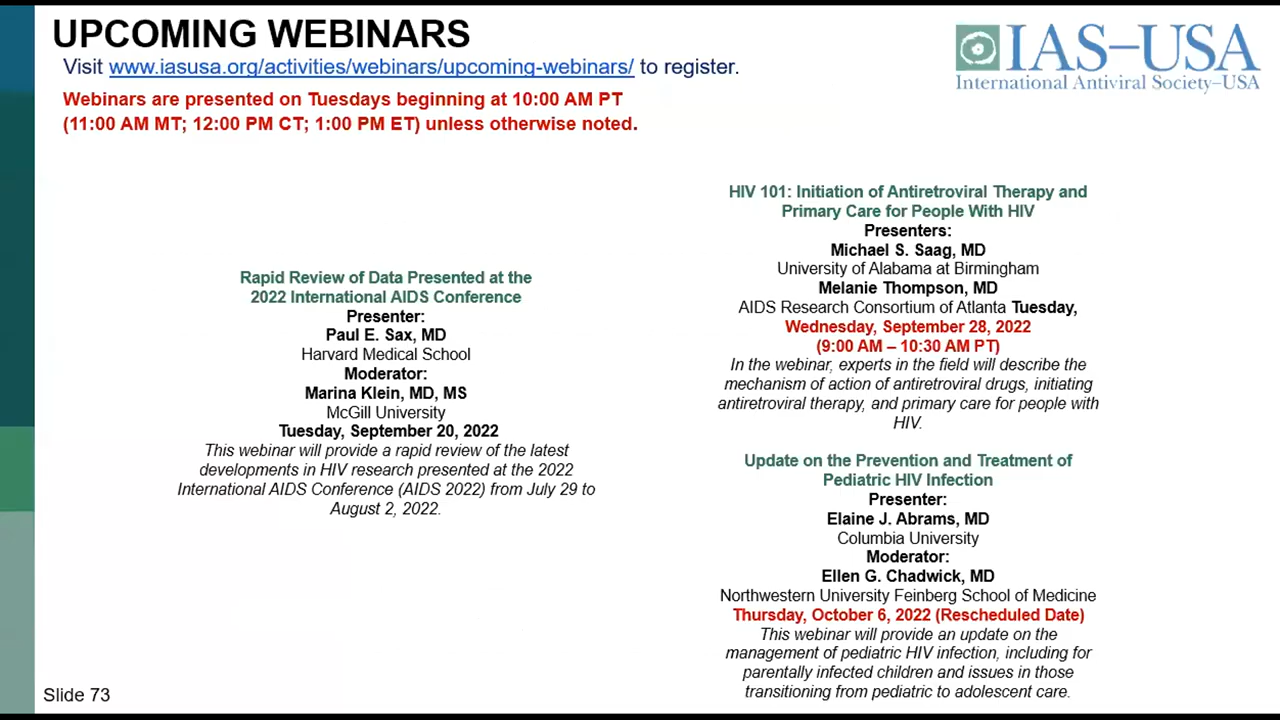 UPCOMING WEBINARS
Visit www.iasusa.org/activities/webinars/upcoming-webinars/ to register.
Webinars are presented on Tuesdays beginning at 10:00 AM PT
(11:00 AM MT; 12:00 PM CT; 1:00 PM ET) unless otherwise noted.
IAS–USA
International Antiviral Society–USA
Rapid Review of Data Presented at the
2022 International AIDS Conference
Presenter:
Paul E. Sax, MD
Harvard Medical School
Moderator:
Marina Klein, MD, MS
McGill University
Tuesday, September 20, 2022
This webinar will provide a rapid review of the latest
developments in HIV research presented at the 2022
International AIDS Conference (AIDS 2022) from July 29 to
August 2, 2022.
HIV 101: Initiation of Antiretroviral Therapy and
Primary Care for People With HIV
Presenters:
Michael S. Saag, MD
University of Alabama at Birmingham
Melanie Thompson, MD
AIDS Research Consortium of Atlanta Tuesday,
Wednesday, September 28, 2022
(9:00 AM – 10:30 AM PT)
In the webinar, experts in the field will describe the
mechanism of action of antiretroviral drugs, initiating
antiretroviral therapy, and primary care for people with
HIV.
Update on the Prevention and Treatment of
Pediatric HIV Infection
Presenter:
Elaine J. Abrams, MD
Columbia University
Moderator:
Ellen G. Chadwick, MD
Northwestern University Feinberg School of Medicine
Thursday, October 6, 2022 (Rescheduled Date)
This webinar will provide an update on the
management of pediatric HIV infection, including for
parentally infected children and issues in those
transitioning from pediatric to adolescent care.
Slide 73